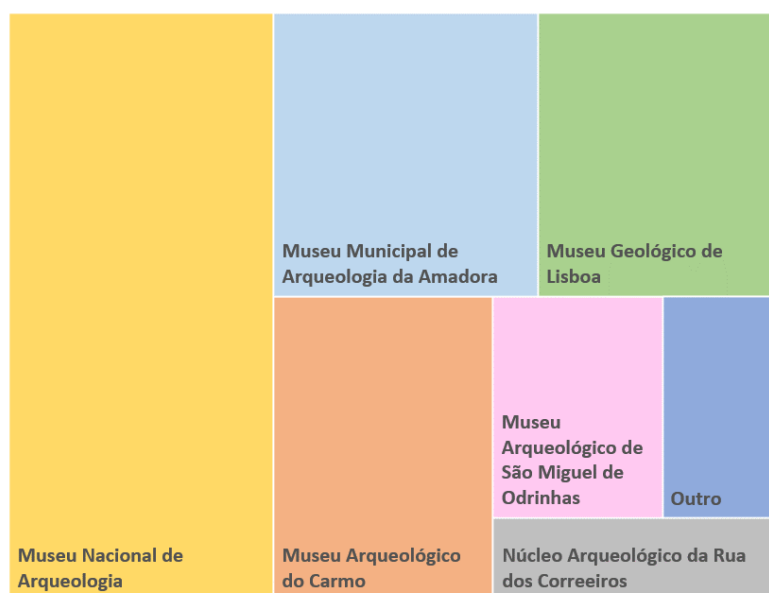 Museu Municipal de
Arqueologia da Amadora
Museu Geológico de
Lisboa
Museu
Arqueológico de
São Miguel de
Odrinhas
Outro
Museu Nacional de
Arqueologia
Museu Arqueológico
do Carmo
Núcleo Arqueológico da Rua
dos Correeiros